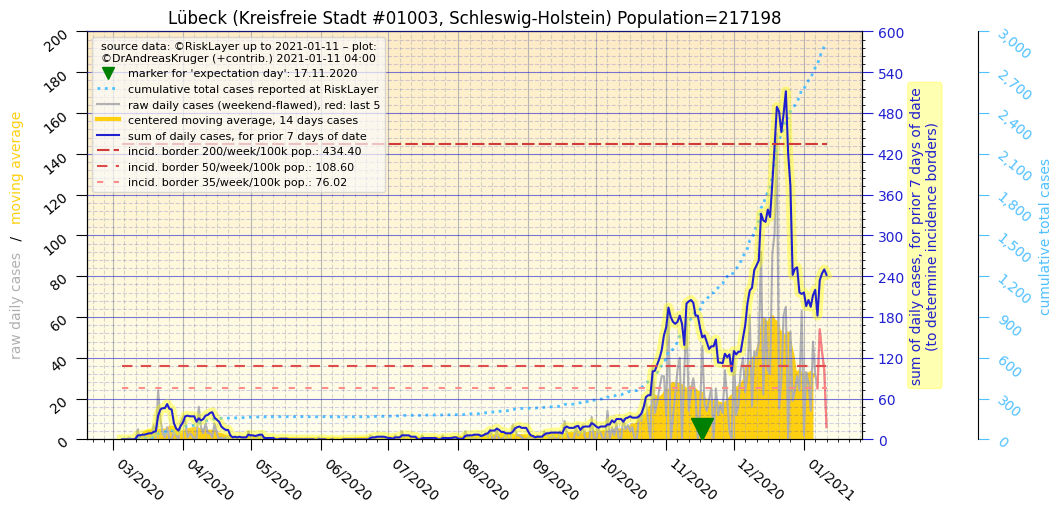 Lübeck (Kreisfreie Stadt #01003, Schleswig-Holstein) Population=217198
source data: ©RiskLayer up to 2021-01-11 – plot:
©DrAndreasKruger (+contrib.) 2021-01-11 04:00
marker for 'expectation day': 17.11.2020
cumulative total cases reported at RiskLayer
raw daily cases (weekend-flawed), red: last 5
centered moving average, 14 days cases
sum of daily cases, for prior 7 days of date
incid. border 200/week/100k pop.: 434.40
incid. border 50/week/100k pop.: 108.60
incid. border 35/week/100k pop.: 76.02
raw daily cases / moving average
200
180
160
140
120
100
80
60
40
20
0
03/2020
04/2020
05/2020
06/2020
07/2020
08/2020
09/2020
10/2020
11/2020
12/2020
01/2021
600
540
480
420
360
300
240
180
120
60
0
sum of daily cases, for prior 7 days of date
(to determine incidence borders)
3,000
2,700
2,400
2,100
1,800
1,500
1,200
900
600
300
0
cumulative total cases